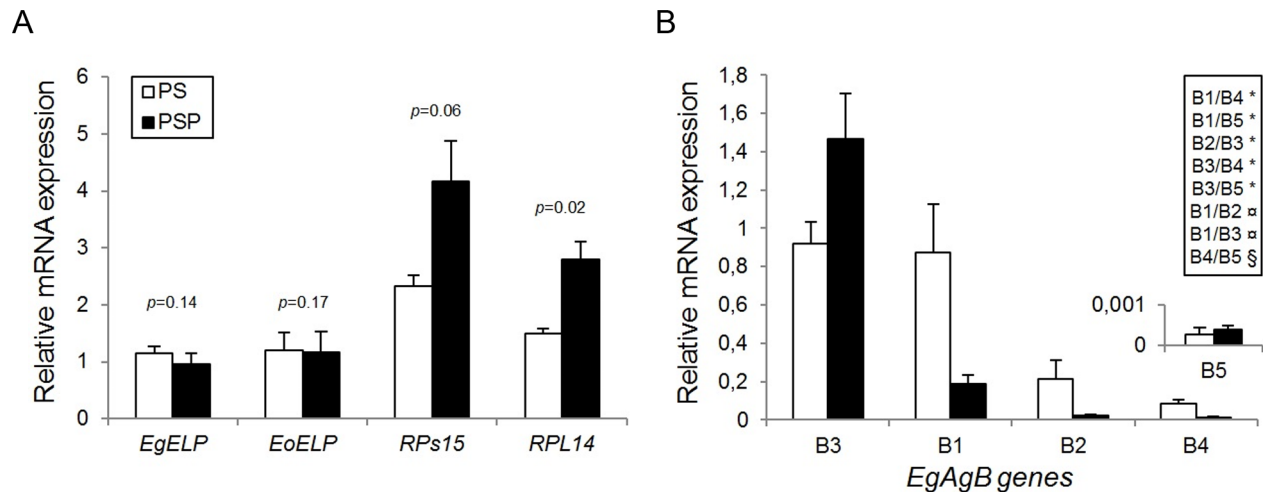 A
Relative mRNA expression
6
5
4
3
2
1
0
PS
PSP
p=0.14
p=0.17
p=0.06
p=0.02
EgELP
EoELP
RPs15
RPL14
B
Relative mRNA expression
1,8
1,6
1,4
1,2
1
0,8
0,6
0,4
0,2
0
B1/B4 *
B1/B5 *
B2/B3 *
B3/B4 *
B3/B5 *
B1/B2 ¤
B1/B3 ¤
B4/B5 §
0,001
0
B5
B3
B1
B2
B4
EgAgB genes